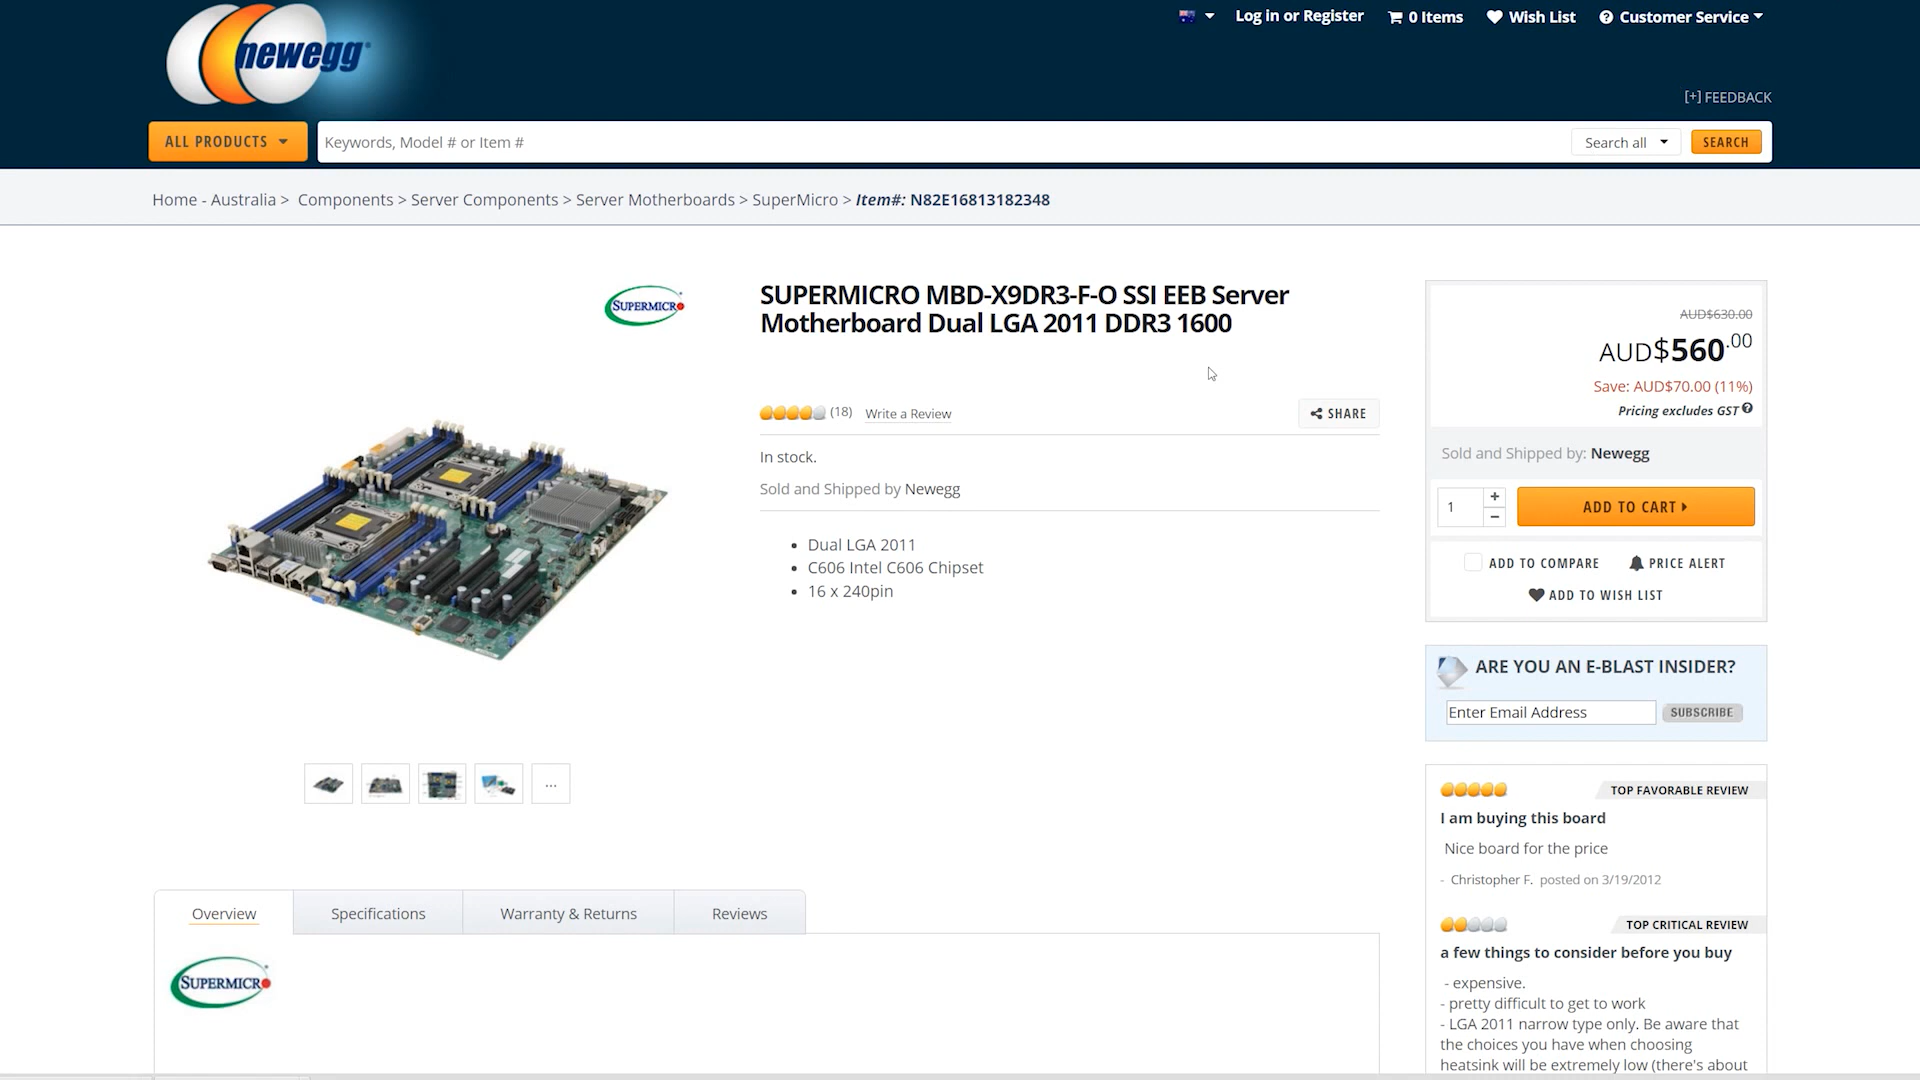 Log in or Register
0 Items
Wish List
Customer Service
newegg
[+] FEEDBACK
ALL PRODUCTS
Keywords, Model # or Item #
Search all
SEARCH
Home - Australia > Components > Server Components > Server Motherboards > SuperMicro > Item#: N82E16813182348
SUPERMICRO
SUPERMICRO MBD-X9DR3-F-O SSI EEB Server
Motherboard Dual LGA 2011 DDR3 1600
(18) Write a Review
SHARE
In stock.
Sold and Shipped by Newegg
• Dual LGA 2011
• C606 Intel C606 Chipset
• 16 x 240pin
AUD$630.00
AUD$560.00
Save: AUD$70.00 (11%)
Pricing excludes GST ?
Sold and Shipped by: Newegg
1
+
−
ADD TO CART
ADD TO COMPARE
PRICE ALERT
ADD TO WISH LIST
ARE YOU AN E-BLAST INSIDER?
Enter Email Address
SUBSCRIBE
...
TOP FAVORABLE REVIEW
I am buying this board
Nice board for the price
- Christopher F. posted on 3/19/2012
TOP CRITICAL REVIEW
a few things to consider before you buy
- expensive.
- pretty difficult to get to work
- LGA 2011 narrow type only. Be aware that
the choices you have when choosing
heatsink will be extremely low (there's about
Overview
Specifications
Warranty & Returns
Reviews
SUPERMICRO